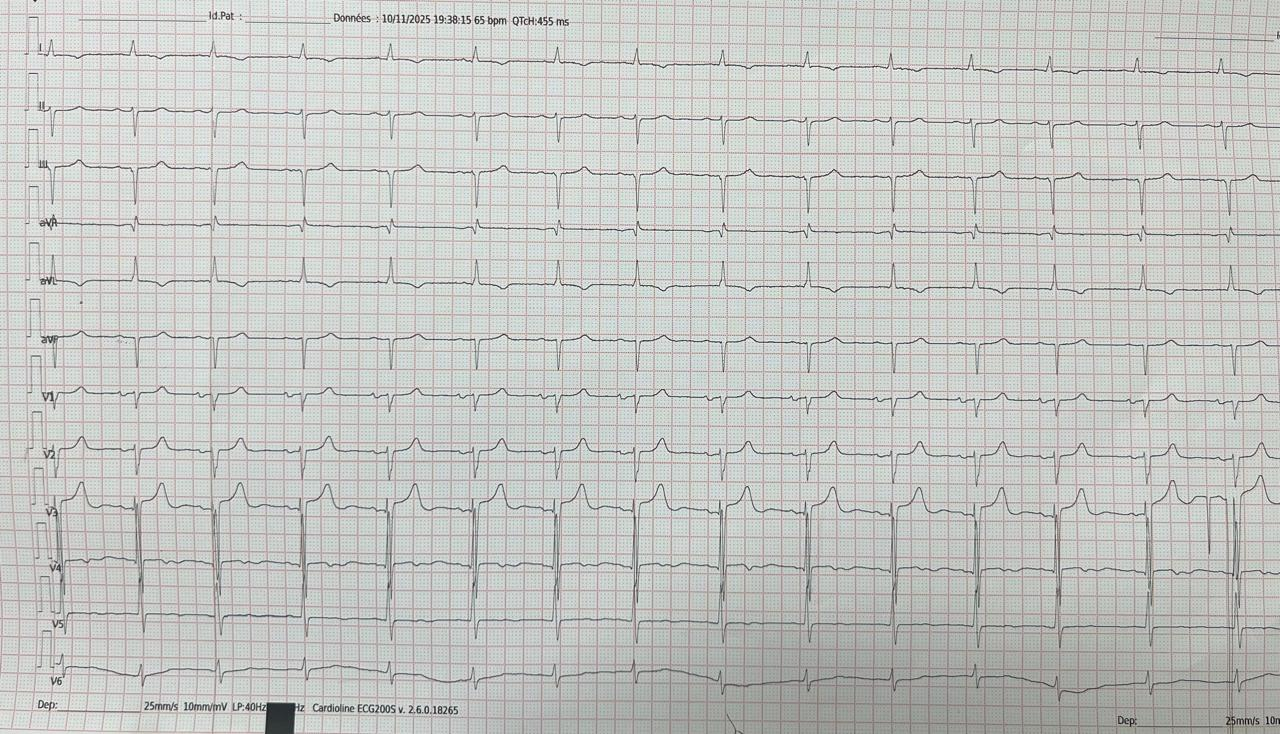 Id.Pat : Données : 10/11/2025 19:38:15 65 bpm QTcH:455 ms
I
II
III
aVR
aVL
aVF
V1
V2
V3
V4
V5
V6
Dep: 25mm/s 10mm/mV LP:40Hz Hz Cardioline ECG200S v. 2.6.0.18265
Dep: 25mm/s 10m